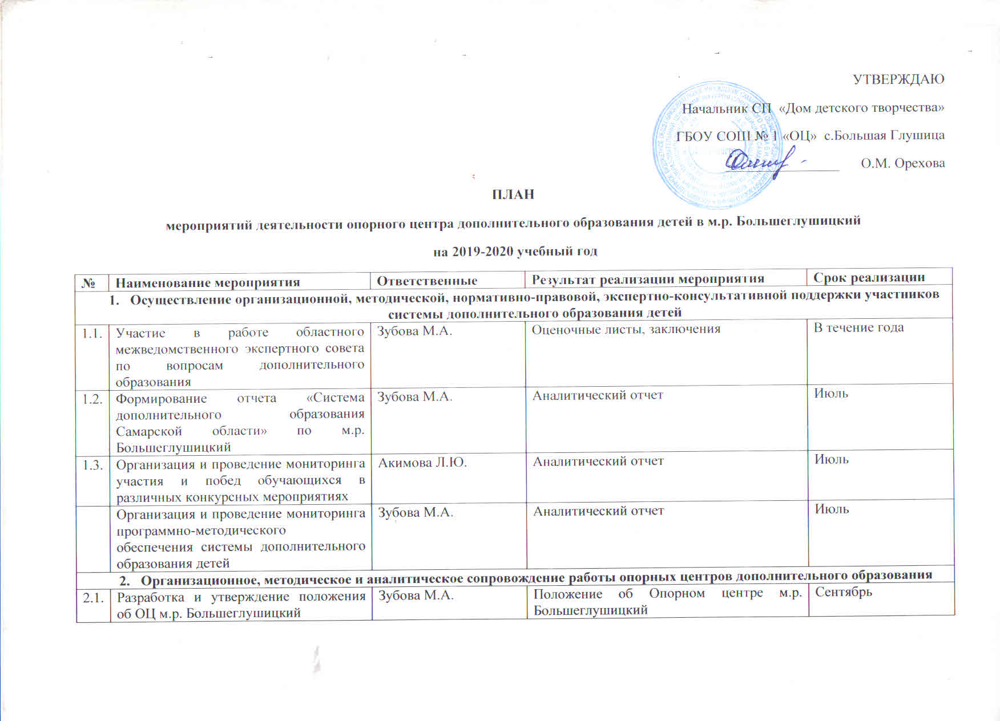 УТВЕРЖДАЮ
Начальник СП «Дом детского творчества»
ГБОУ СОШ № 1 «ОЦ» с.Большая Глушица
О.М. Орехова
ПЛАН
мероприятий деятельности опорного центра дополнительного образования детей в м.р. Большеглушицкий
на 2019-2020 учебный год
№ Наименование мероприятия Ответственные Результат реализации мероприятия Срок реализации
1. Осуществление организационной, методической, нормативно-правовой, экспертно-консультативной поддержки участников
системы дополнительного образования детей
1.1. Участие в работе областного Зубова М.А. Оценочные листы, заключения В течение года
межведомственного экспертного совета
по вопросам дополнительного
образования
1.2. Формирование отчета «Система Зубова М.А. Аналитический отчет Июль
дополнительного образования
Самарской области» по м.р.
Большеглушицкий
1.3. Организация и проведение мониторинга Акимова Л.Ю. Аналитический отчет Июль
участия и побед обучающихся в
различных конкурсных мероприятиях
Организация и проведение мониторинга Зубова М.А. Аналитический отчет Июль
программно-методического
обеспечения системы дополнительного
образования детей
2. Организационное, методическое и аналитическое сопровождение работы опорных центров дополнительного образования
2.1. Разработка и утверждение положения Зубова М.А. Положение об Опорном центре м.р. Сентябрь
об ОЦ м.р. Большеглушицкий Большеглушицкий